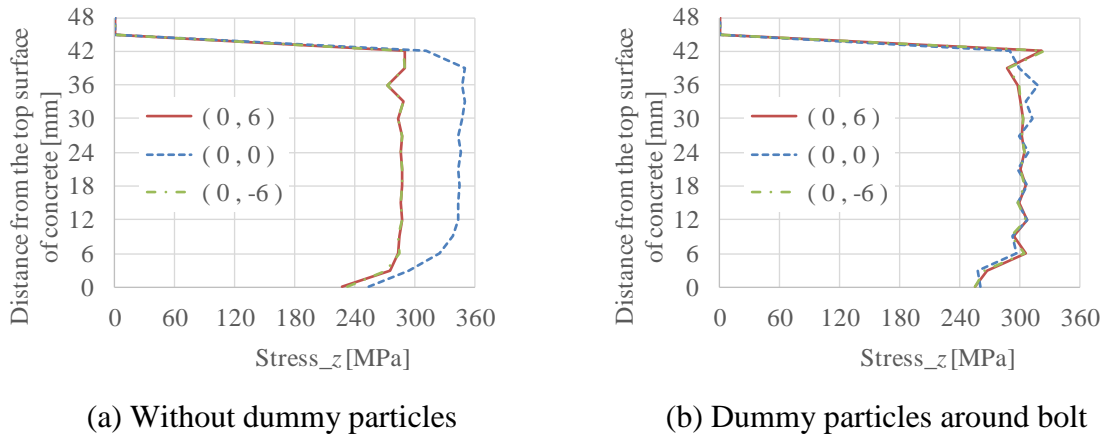 Distance from the top surface
of concrete [mm]
48
42
36
30
24
18
12
6
0
( 0 , 6 )
( 0 , 0 )
( 0 , -6 )
0 60 120 180 240 300 360
Stress_z [MPa]
(a) Without dummy particles
Distance from the top surface
of concrete [mm]
48
42
36
30
24
18
12
6
0
( 0 , 6 )
( 0 , 0 )
( 0 , -6 )
0 60 120 180 240 300 360
Stress_z [MPa]
(b) Dummy particles around bolt